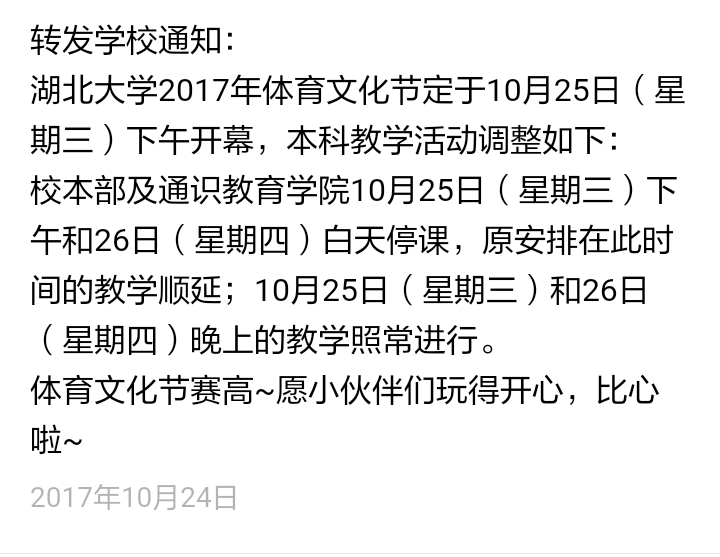 转发学校通知：
湖北大学2017年体育文化节定于10月25日（星
期三）下午开幕，本科教学活动调整如下：
校本部及通识教育学院10月25日（星期三）下
午和26日（星期四）白天停课，原安排在此时
间的教学顺延；10月25日（星期三）和26日
（星期四）晚上的教学照常进行。
体育文化节赛高~愿小伙伴们玩得开心，比心
啦~
2017年10月24日